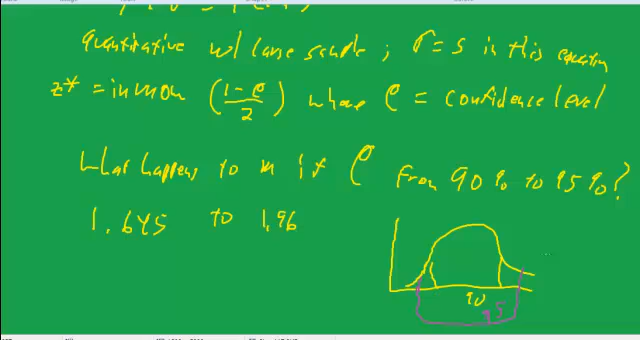 quantitative w/ large sample; σ = s in this equation
z* = invnorm (1-C/2) where C = confidence level
What happens to m if C from 90% to 95%?
1.645 to 1.96
90
95